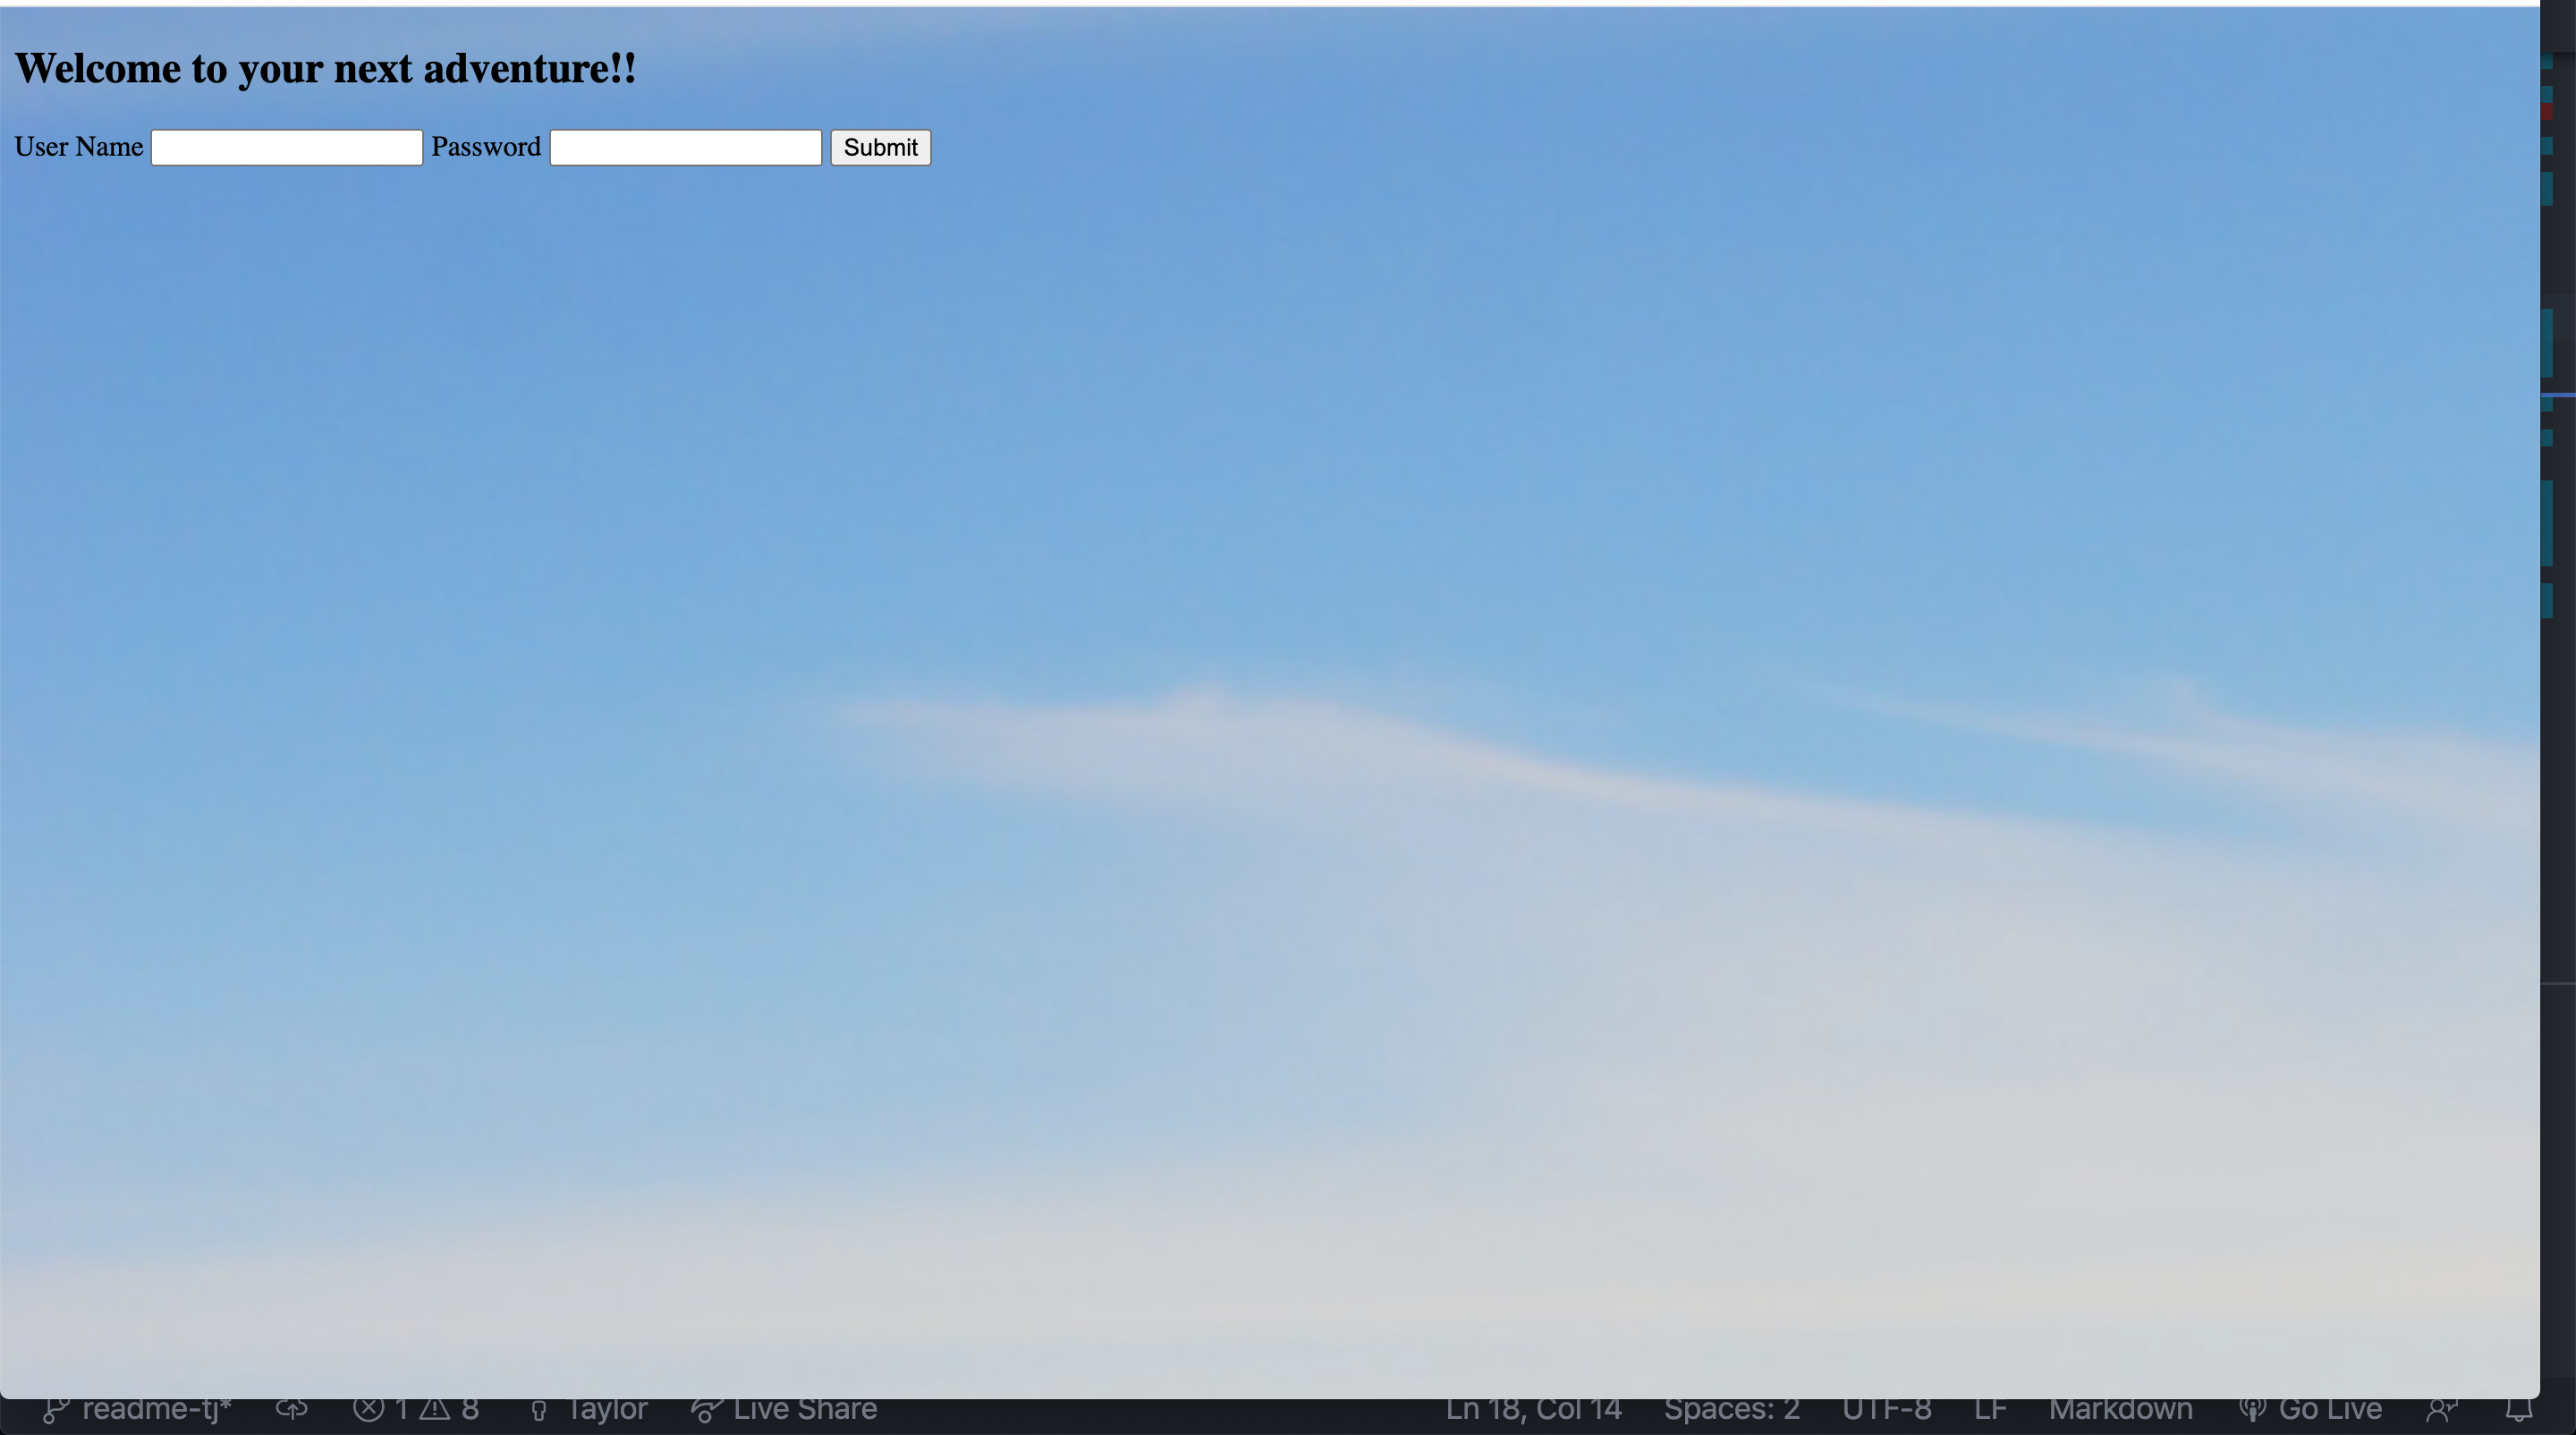 Welcome to your next adventure!!
User Name Password Submit
readme-tj* 1 8 Taylor Live Share Ln 18, Col 14 Spaces: 2 UTF-8 LF Markdown Go Live